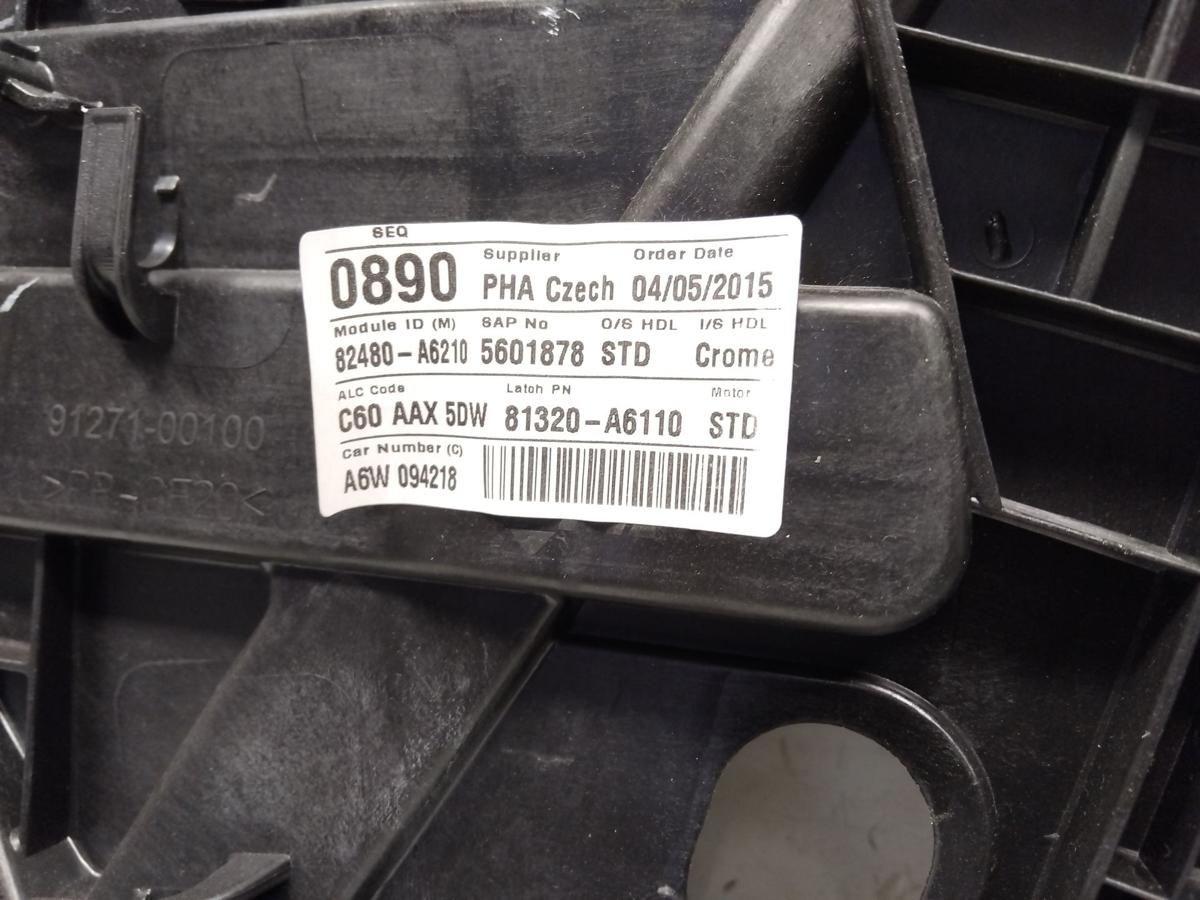 SEQ
Supplier Order Date
0890 PHA Czech 04/05/2015
Module ID (M) SAP No O/S HDL I/S HDL
82480-A6210 5601878 STD Crome
ALC Code Latch PN Motor
C60 AAX 5DW 81320-A6110 STD
Car Number (C)
A6W 094218
91271-00100